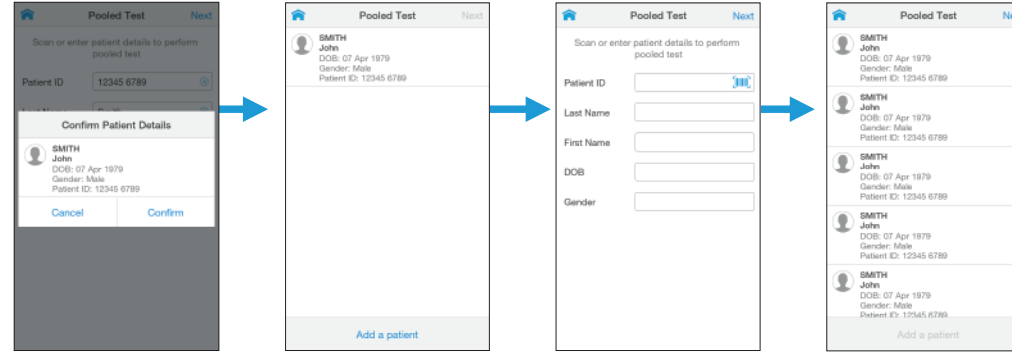 Pooled Test Next
Scan or enter patient details to perform
pooled test
Patient ID 12345 6789
Last Name Smith
Confirm Patient Details
SMITH
John
DOB: 07 Apr 1979
Gender: Male
Patient ID: 12345 6789
Cancel Confirm
Pooled Test Next
SMITH
John
DOB: 07 Apr 1979
Gender: Male
Patient ID: 12345 6789
Add a patient
Pooled Test Next
Scan or enter patient details to perform
pooled test
Patient ID
Last Name
First Name
DOB
Gender
Pooled Test Ne
SMITH
John
DOB: 07 Apr 1979
Gender: Male
Patient ID: 12345 6789
SMITH
John
DOB: 07 Apr 1979
Gender: Male
Patient ID: 12345 6789
SMITH
John
DOB: 07 Apr 1979
Gender: Male
Patient ID: 12345 6789
SMITH
John
DOB: 07 Apr 1979
Gender: Male
Patient ID: 12345 6789
SMITH
John
DOB: 07 Apr 1979
Gender: Male
Patient ID: 12345 6789
Add a patient